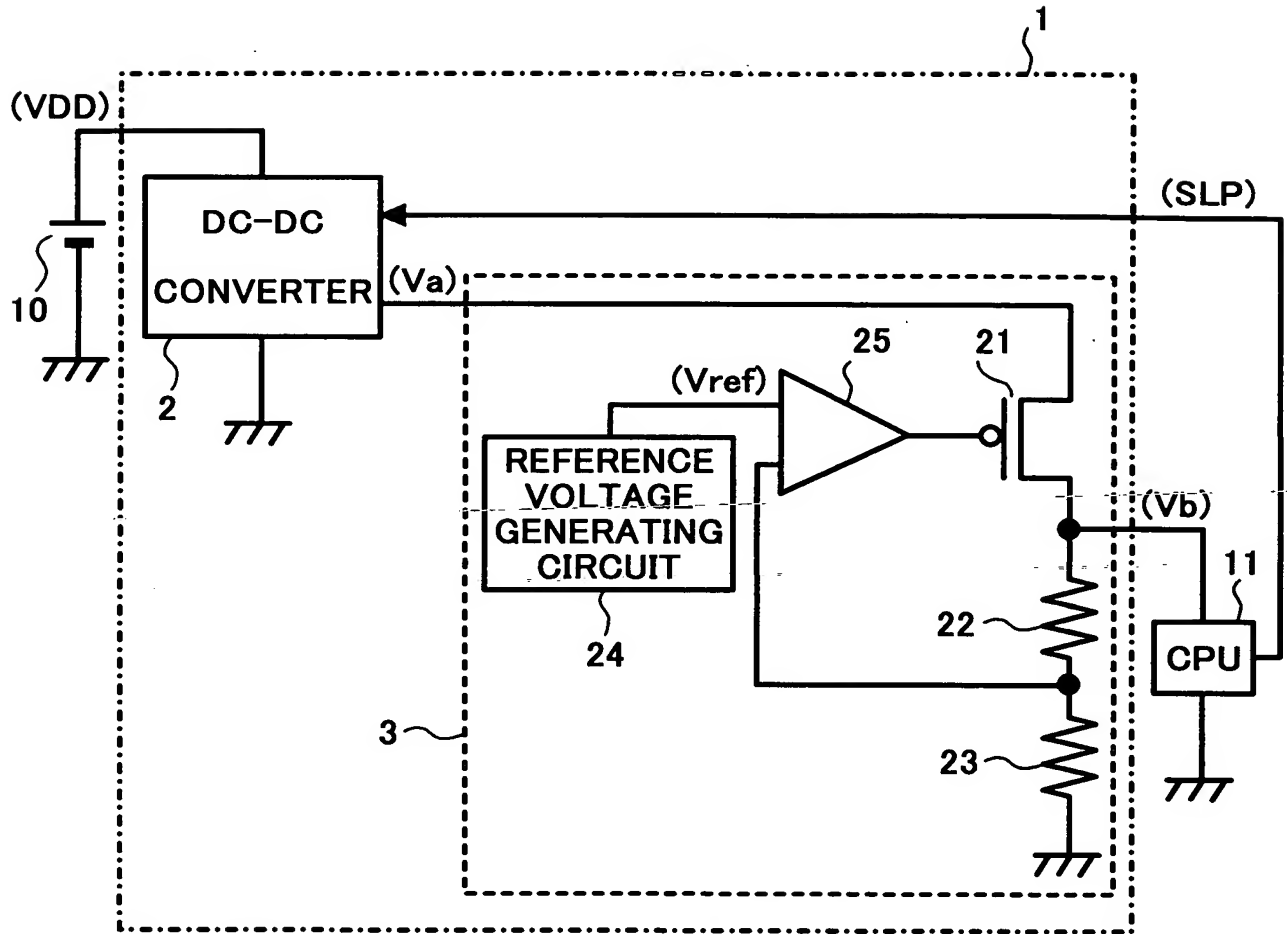 1
(VDD)
(SLP)
DC-DC
CONVERTER
(Va)
10
2
25
21
(Vref)
REFERENCE
VOLTAGE
GENERATING
CIRCUIT
(Vb)
11
24
22
CPU
3
23